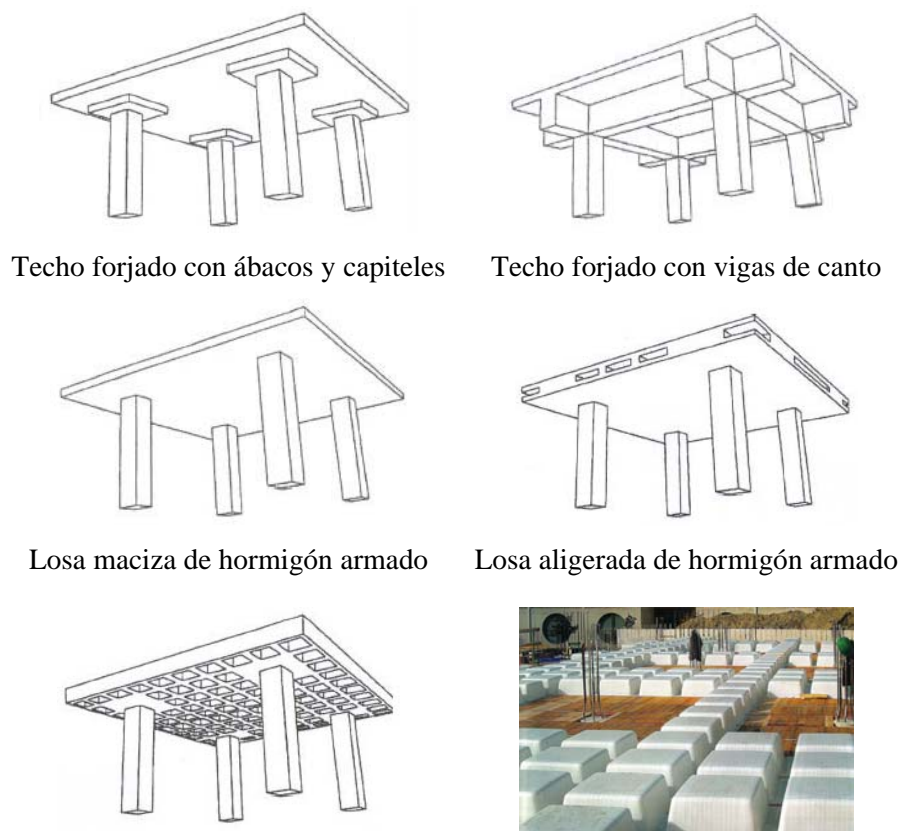 Techo forjado con ábacos y capiteles
Techo forjado con vigas de canto
Losa maciza de hormigón armado
Losa aligerada de hormigón armado